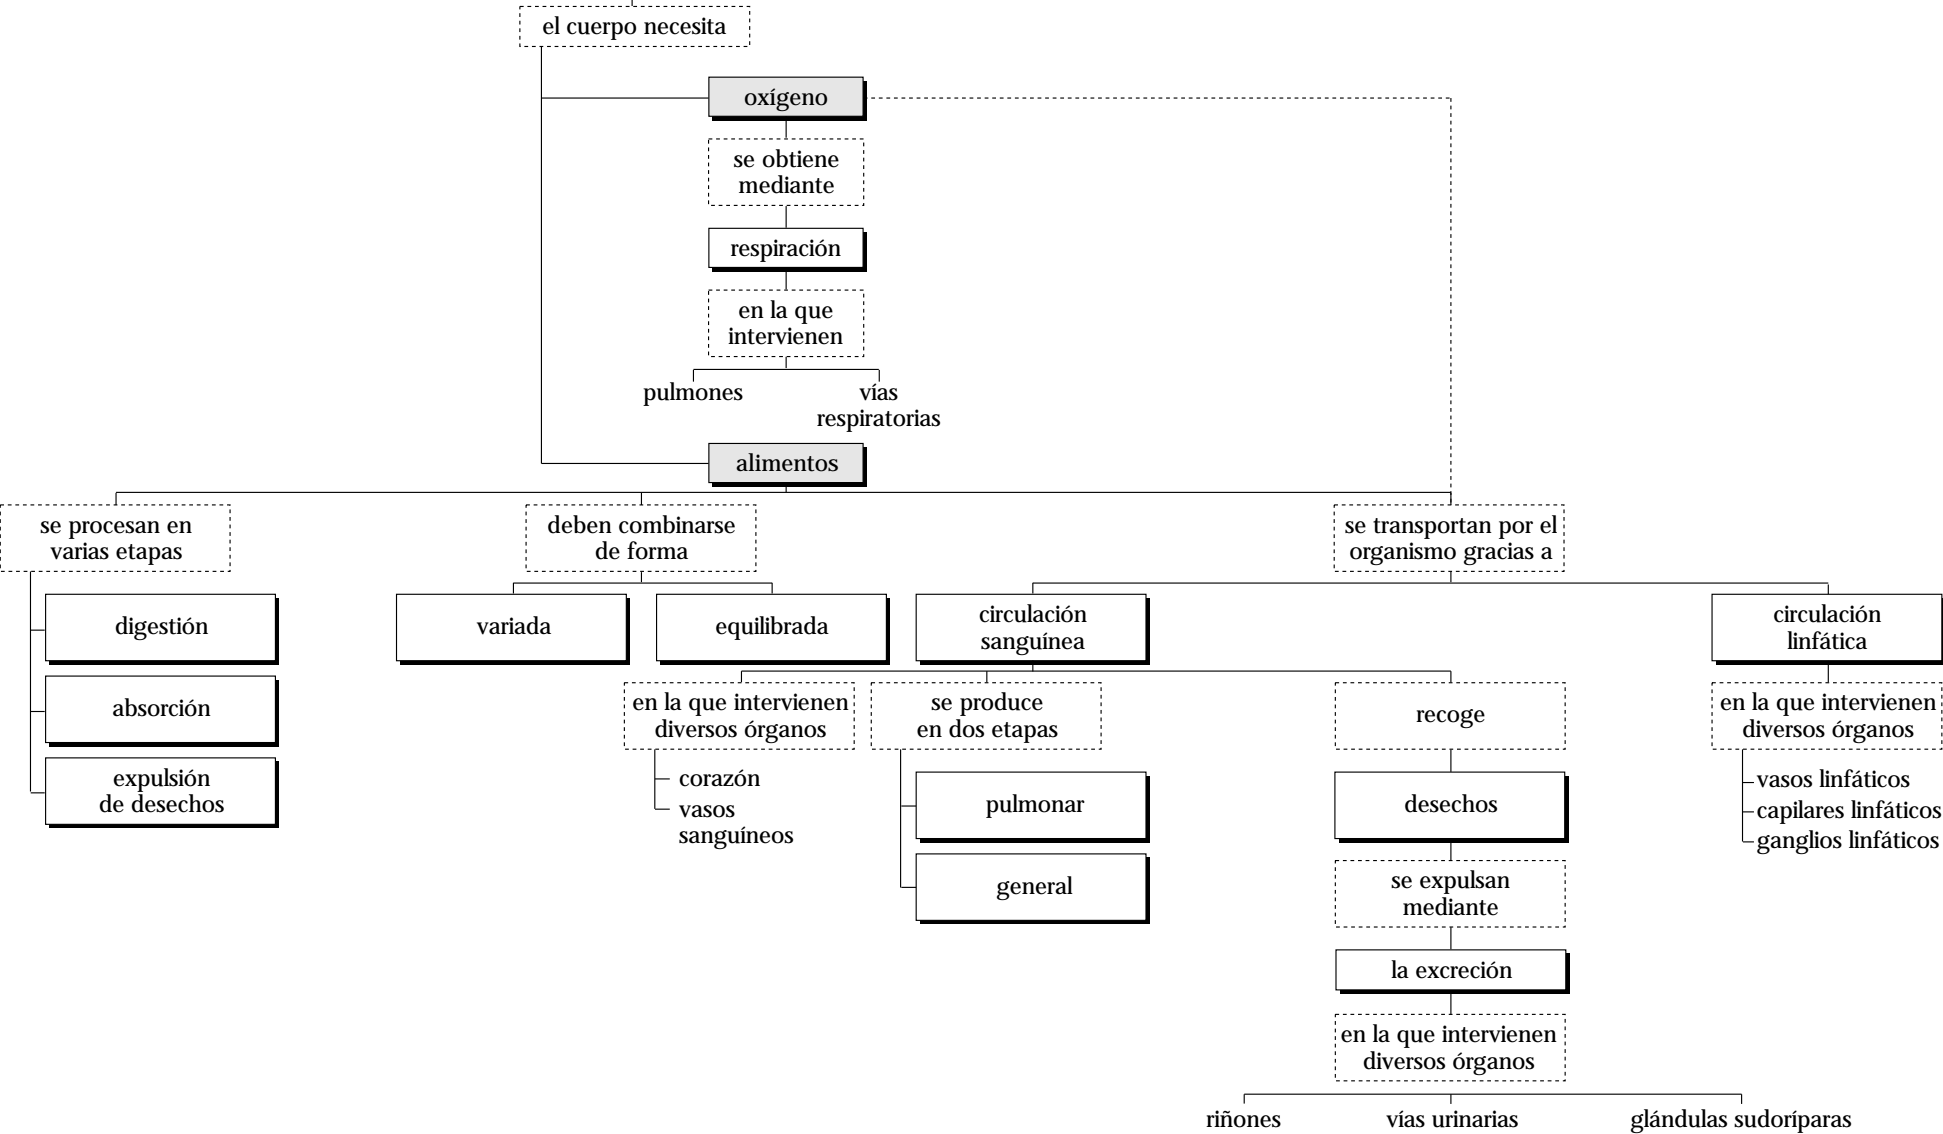 el cuerpo necesita
oxígeno
se obtiene
mediante
respiración
en la que
intervienen
pulmones
vías
respiratorias
alimentos
se procesan en
varias etapas
digestión
absorción
expulsión
de desechos
deben combinarse
de forma
variada
equilibrada
se transportan por el
organismo gracias a
circulación
sanguínea
en la que intervienen
diversos órganos
corazón
vasos
sanguíneos
se produce
en dos etapas
pulmonar
general
recoge
desechos
se expulsan
mediante
la excreción
en la que intervienen
diversos órganos
riñones
vías urinarias
glándulas sudoríparas
circulación
linfática
en la que intervienen
diversos órganos
vasos linfáticos
capilares linfáticos
ganglios linfáticos